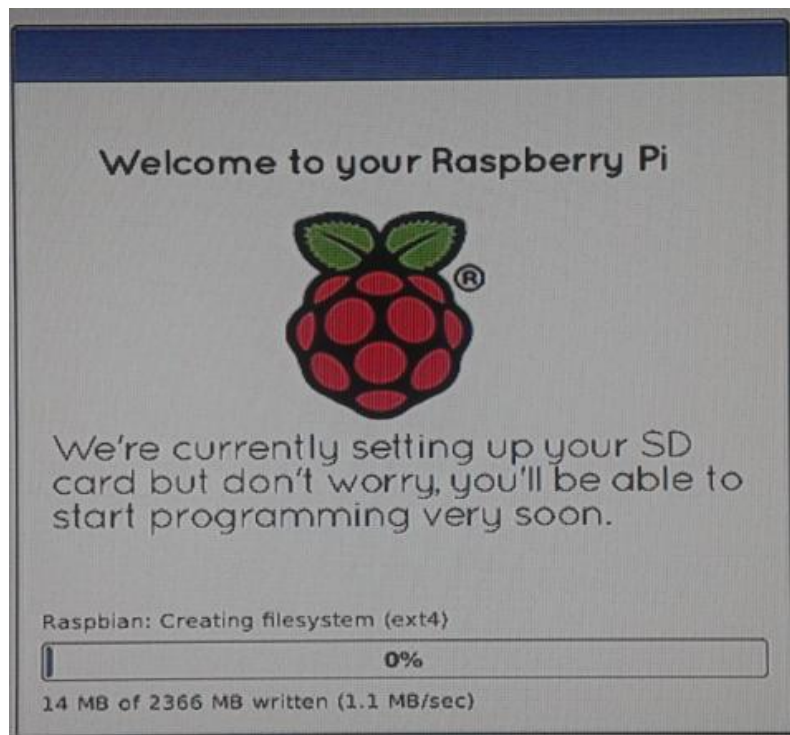 Welcome to your Raspberry Pi
®
We're currently setting up your SD
card but don't worry, you'll be able to
start programming very soon.
Raspbian: Creating filesystem (ext4)
0%
14 MB of 2366 MB written (1.1 MB/sec)